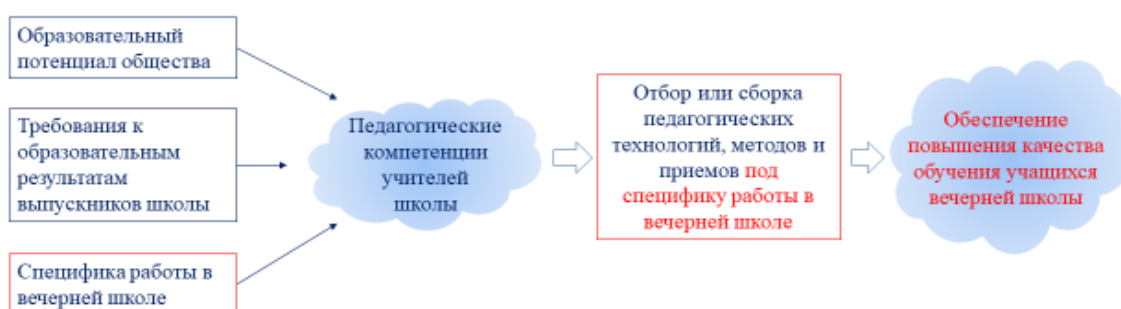 Образовательный
потенциал общества
Требования к
образовательным
результатам
выпускников школы
Специфика работы в
вечерней школе
Педагогические
компетенции
учителей
школы
Отбор или сборка
педагогических
технологий, методов и
приемов под
специфику работы в
вечерней школе
Обеспечение
повышения качества
обучения учащихся
вечерней школы